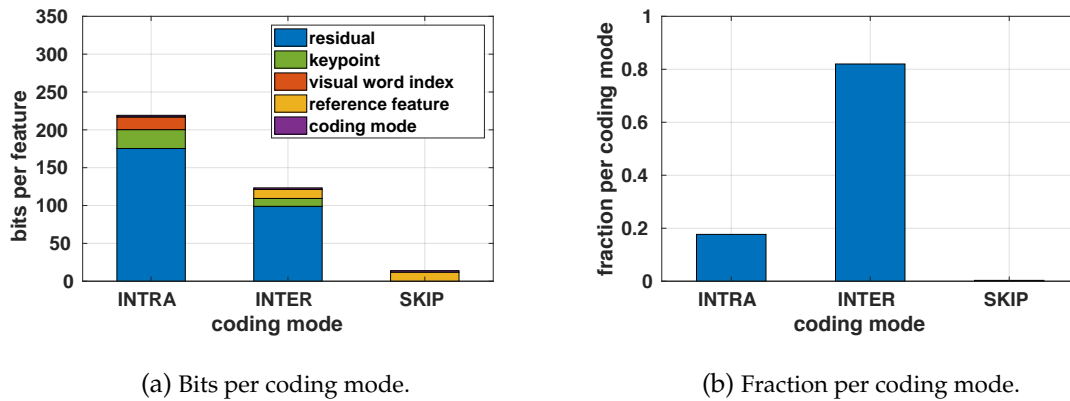 350
300
250
200
150
100
50
0
bits per feature
residual
keypoint
visual word index
reference feature
coding mode
INTRA INTER SKIP
coding mode
(a) Bits per coding mode.
1
0.8
0.6
0.4
0.2
0
fraction per coding mode
INTRA INTER SKIP
coding mode
(b) Fraction per coding mode.